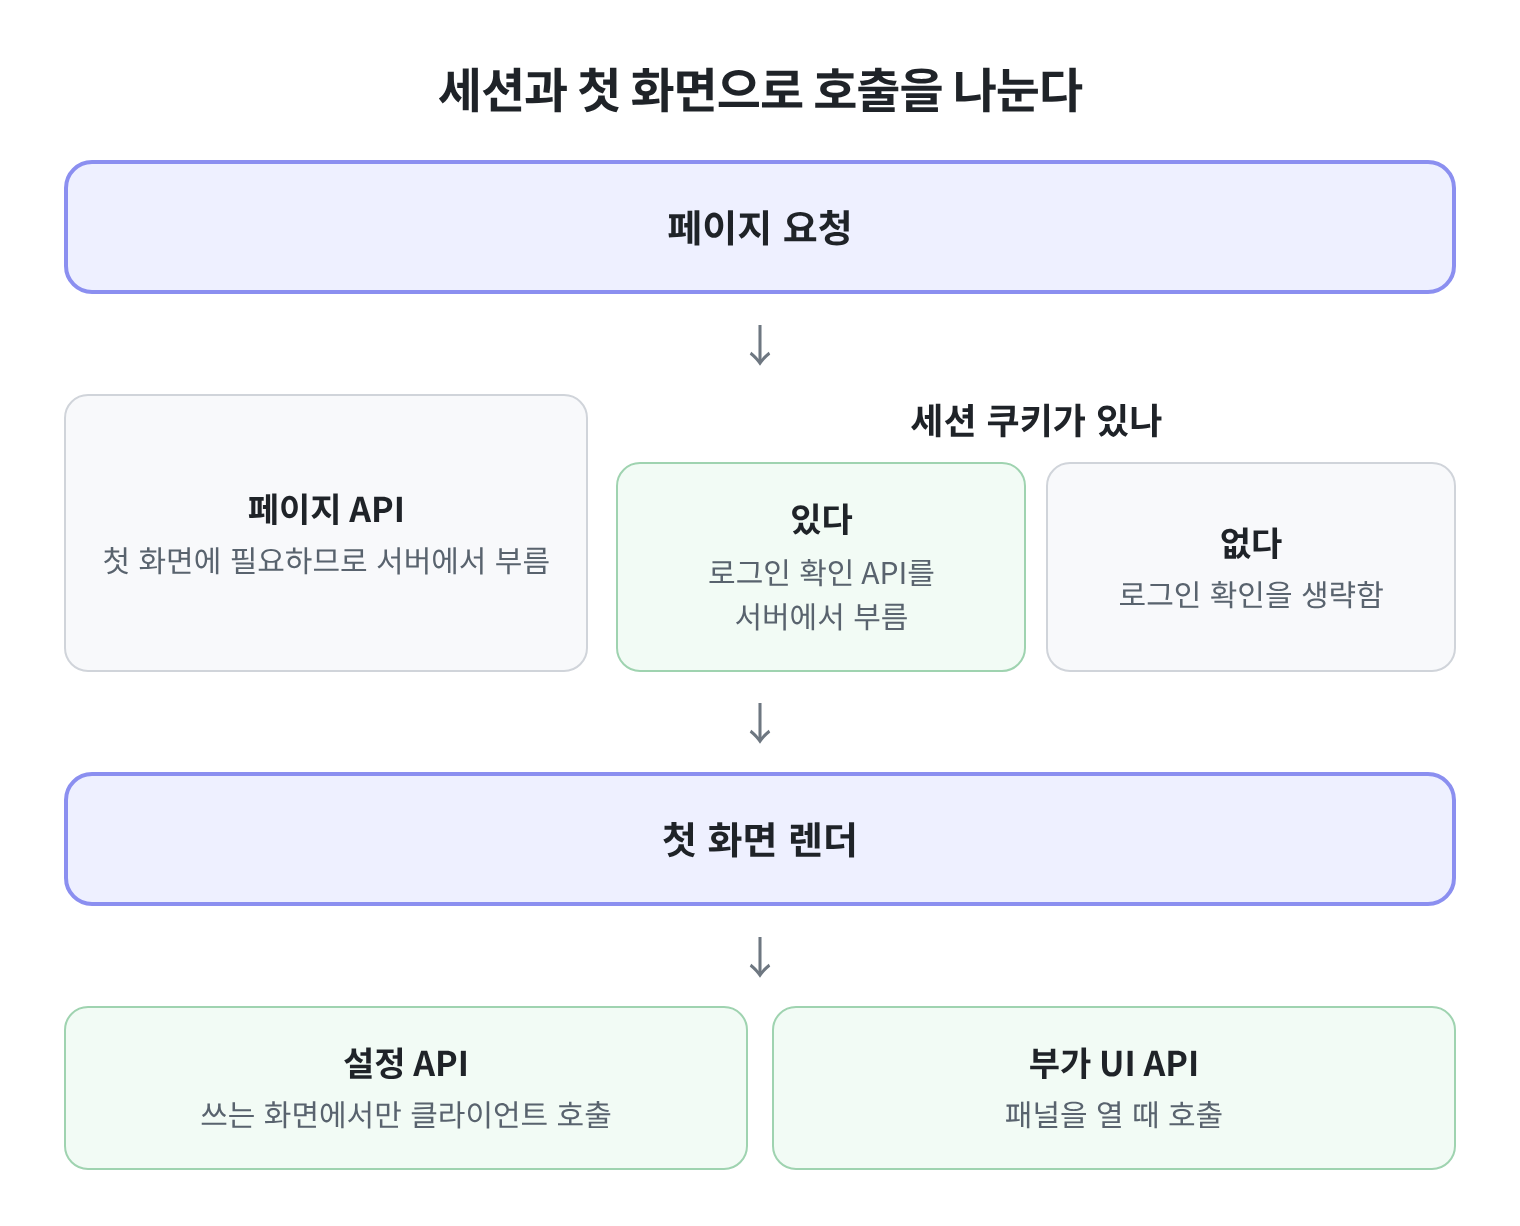 세션과 첫 화면으로 호출을 나눈다
페이지 요청
↓
페이지 API
첫 화면에 필요하므로 서버에서 부름
세션 쿠키가 있나
있다
로그인 확인 API를
서버에서 부름
없다
로그인 확인을 생략함
↓
첫 화면 렌더
↓
설정 API
쓰는 화면에서만 클라이언트 호출
부가 UI API
패널을 열 때 호출